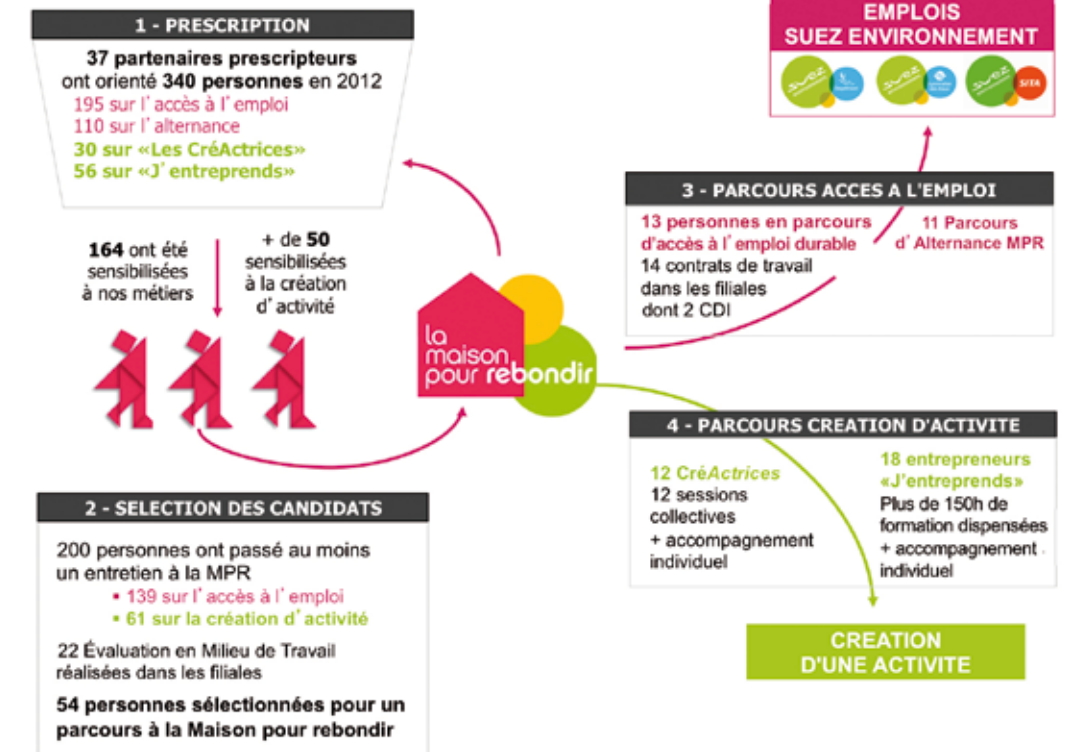 1 - PRESCRIPTION
37 partenaires prescripteurs
ont orienté 340 personnes en 2012
195 sur l'accès à l'emploi
110 sur l'alternance
30 sur «Les CréActrices»
56 sur «J'entreprends»
164 ont été
sensibilisées
à nos métiers
+ de 50
sensibilisées
à la création
d'activité
la
maison
pour rebondir
2 - SELECTION DES CANDIDATS
200 personnes ont passé au moins
un entretien à la MPR
▪ 139 sur l'accès à l'emploi
▪ 61 sur la création d'activité
22 Évaluation en Milieu de Travail
réalisées dans les filiales
54 personnes sélectionnées pour un
parcours à la Maison pour rebondir
EMPLOIS
SUEZ ENVIRONNEMENT
suez
suez
suez
SITA
3 - PARCOURS ACCES A L'EMPLOI
13 personnes en parcours
d'accès à l'emploi durable
14 contrats de travail
dans les filiales
dont 2 CDI
11 Parcours
d'Alternance MPR
4 - PARCOURS CREATION D'ACTIVITE
12 CréActrices
12 sessions
collectives
+ accompagnement
individuel
18 entrepreneurs
«J'entreprends»
Plus de 150h de
formation dispensées
+ accompagnement
individuel
CREATION
D'UNE ACTIVITE